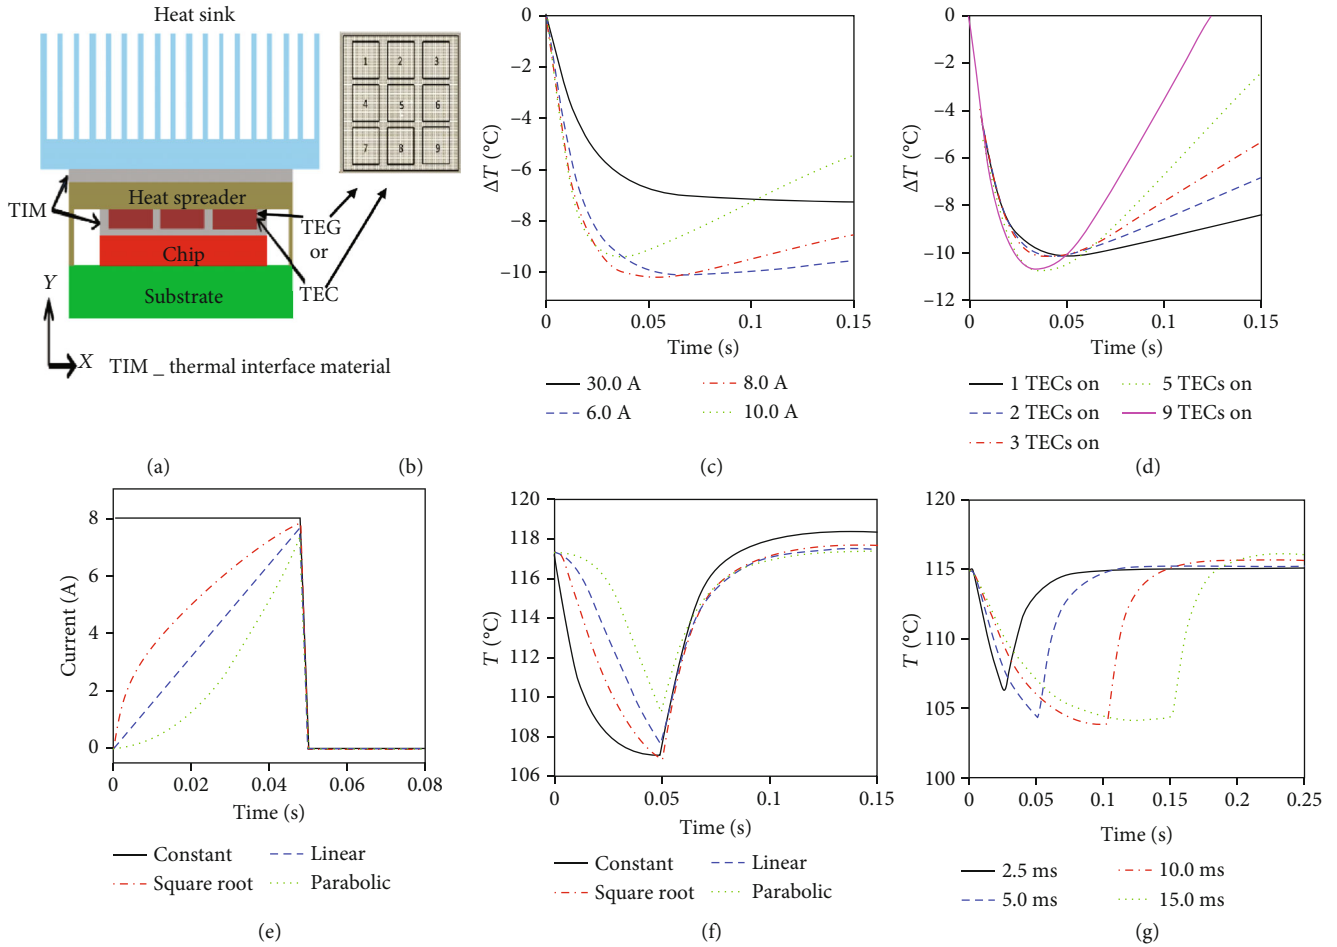 Heat sink
TIM
Heat spreader
TEG
or
TEC
Chip
Substrate
Y
X
TIM _ thermal interface material
(a)
1 2 3
4 5 6
7 8 9
(b)
ΔT (°C)
0
−2
−4
−6
−8
−10
0 0.05 0.1 0.15
Time (s)
30.0 A 8.0 A
6.0 A 10.0 A
(c)
ΔT (°C)
0
−2
−4
−6
−8
−10
−12
0 0.05 0.1 0.15
Time (s)
1 TECs on 5 TECs on
2 TECs on 9 TECs on
3 TECs on
(d)
Current (A)
8
6
4
2
0
0 0.02 0.04 0.06 0.08
Time (s)
Constant Linear
Square root Parabolic
(e)
T (°C)
120
118
116
114
112
110
108
106
0 0.05 0.1 0.15
Time (s)
Constant Linear
Square root Parabolic
(f)
T (°C)
120
115
110
105
100
0 0.05 0.1 0.15 0.2 0.25
Time (s)
2.5 ms 10.0 ms
5.0 ms 15.0 ms
(g)